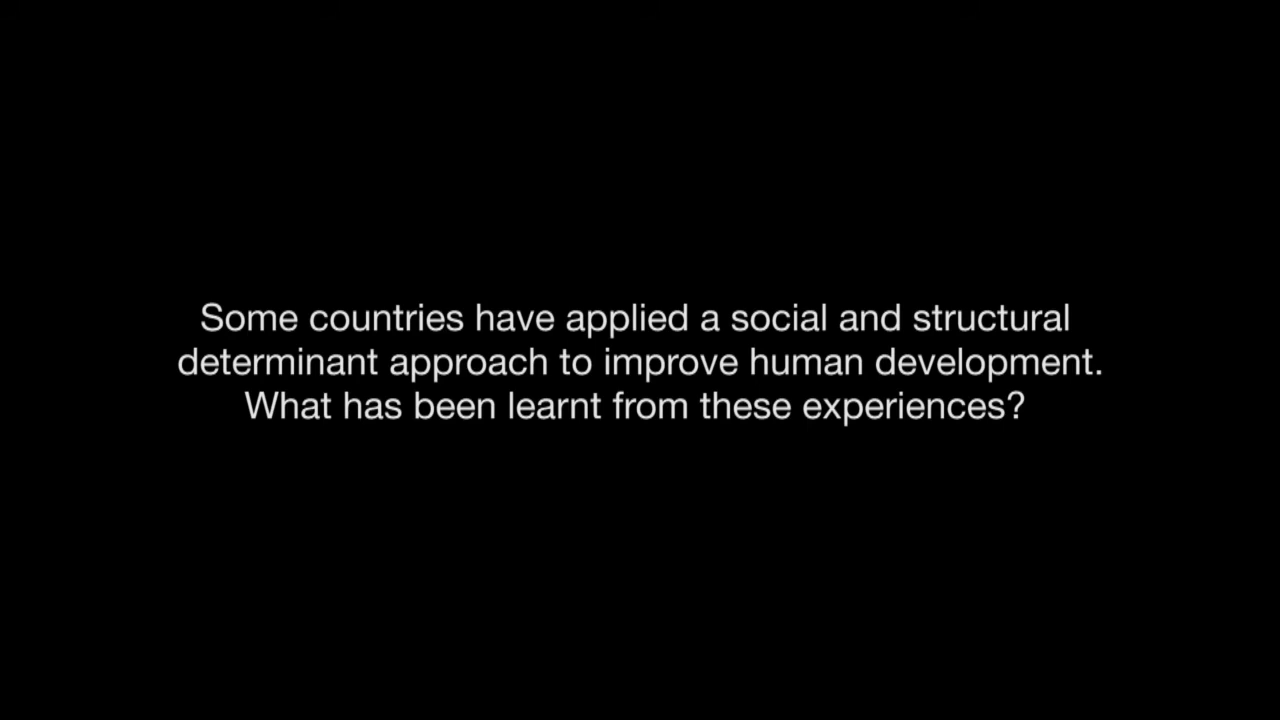 Some countries have applied a social and structural
determinant approach to improve human development.
What has been learnt from these experiences?